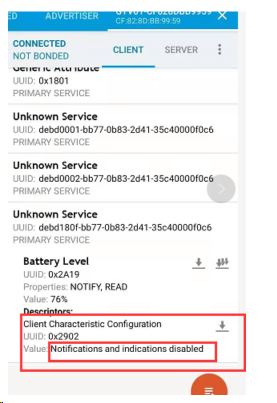 ED ADVERTISER
CF:82:8D:BB:99:59
CONNECTED
NOT BONDED
CLIENT SERVER
Generic Attribute
UUID: 0x1801
PRIMARY SERVICE
Unknown Service
UUID: debd0001-bb77-0b83-2d41-35c40000f0c6
PRIMARY SERVICE
Unknown Service
UUID: debd0002-bb77-0b83-2d41-35c40000f0c6
PRIMARY SERVICE
Unknown Service
UUID: debd180f-bb77-0b83-2d41-35c40000f0c6
PRIMARY SERVICE
Battery Level
UUID: 0x2A19
Properties: NOTIFY, READ
Value: 76%
Descriptors:
Client Characteristic Configuration
UUID: 0x2902
Value: Notifications and indications disabled